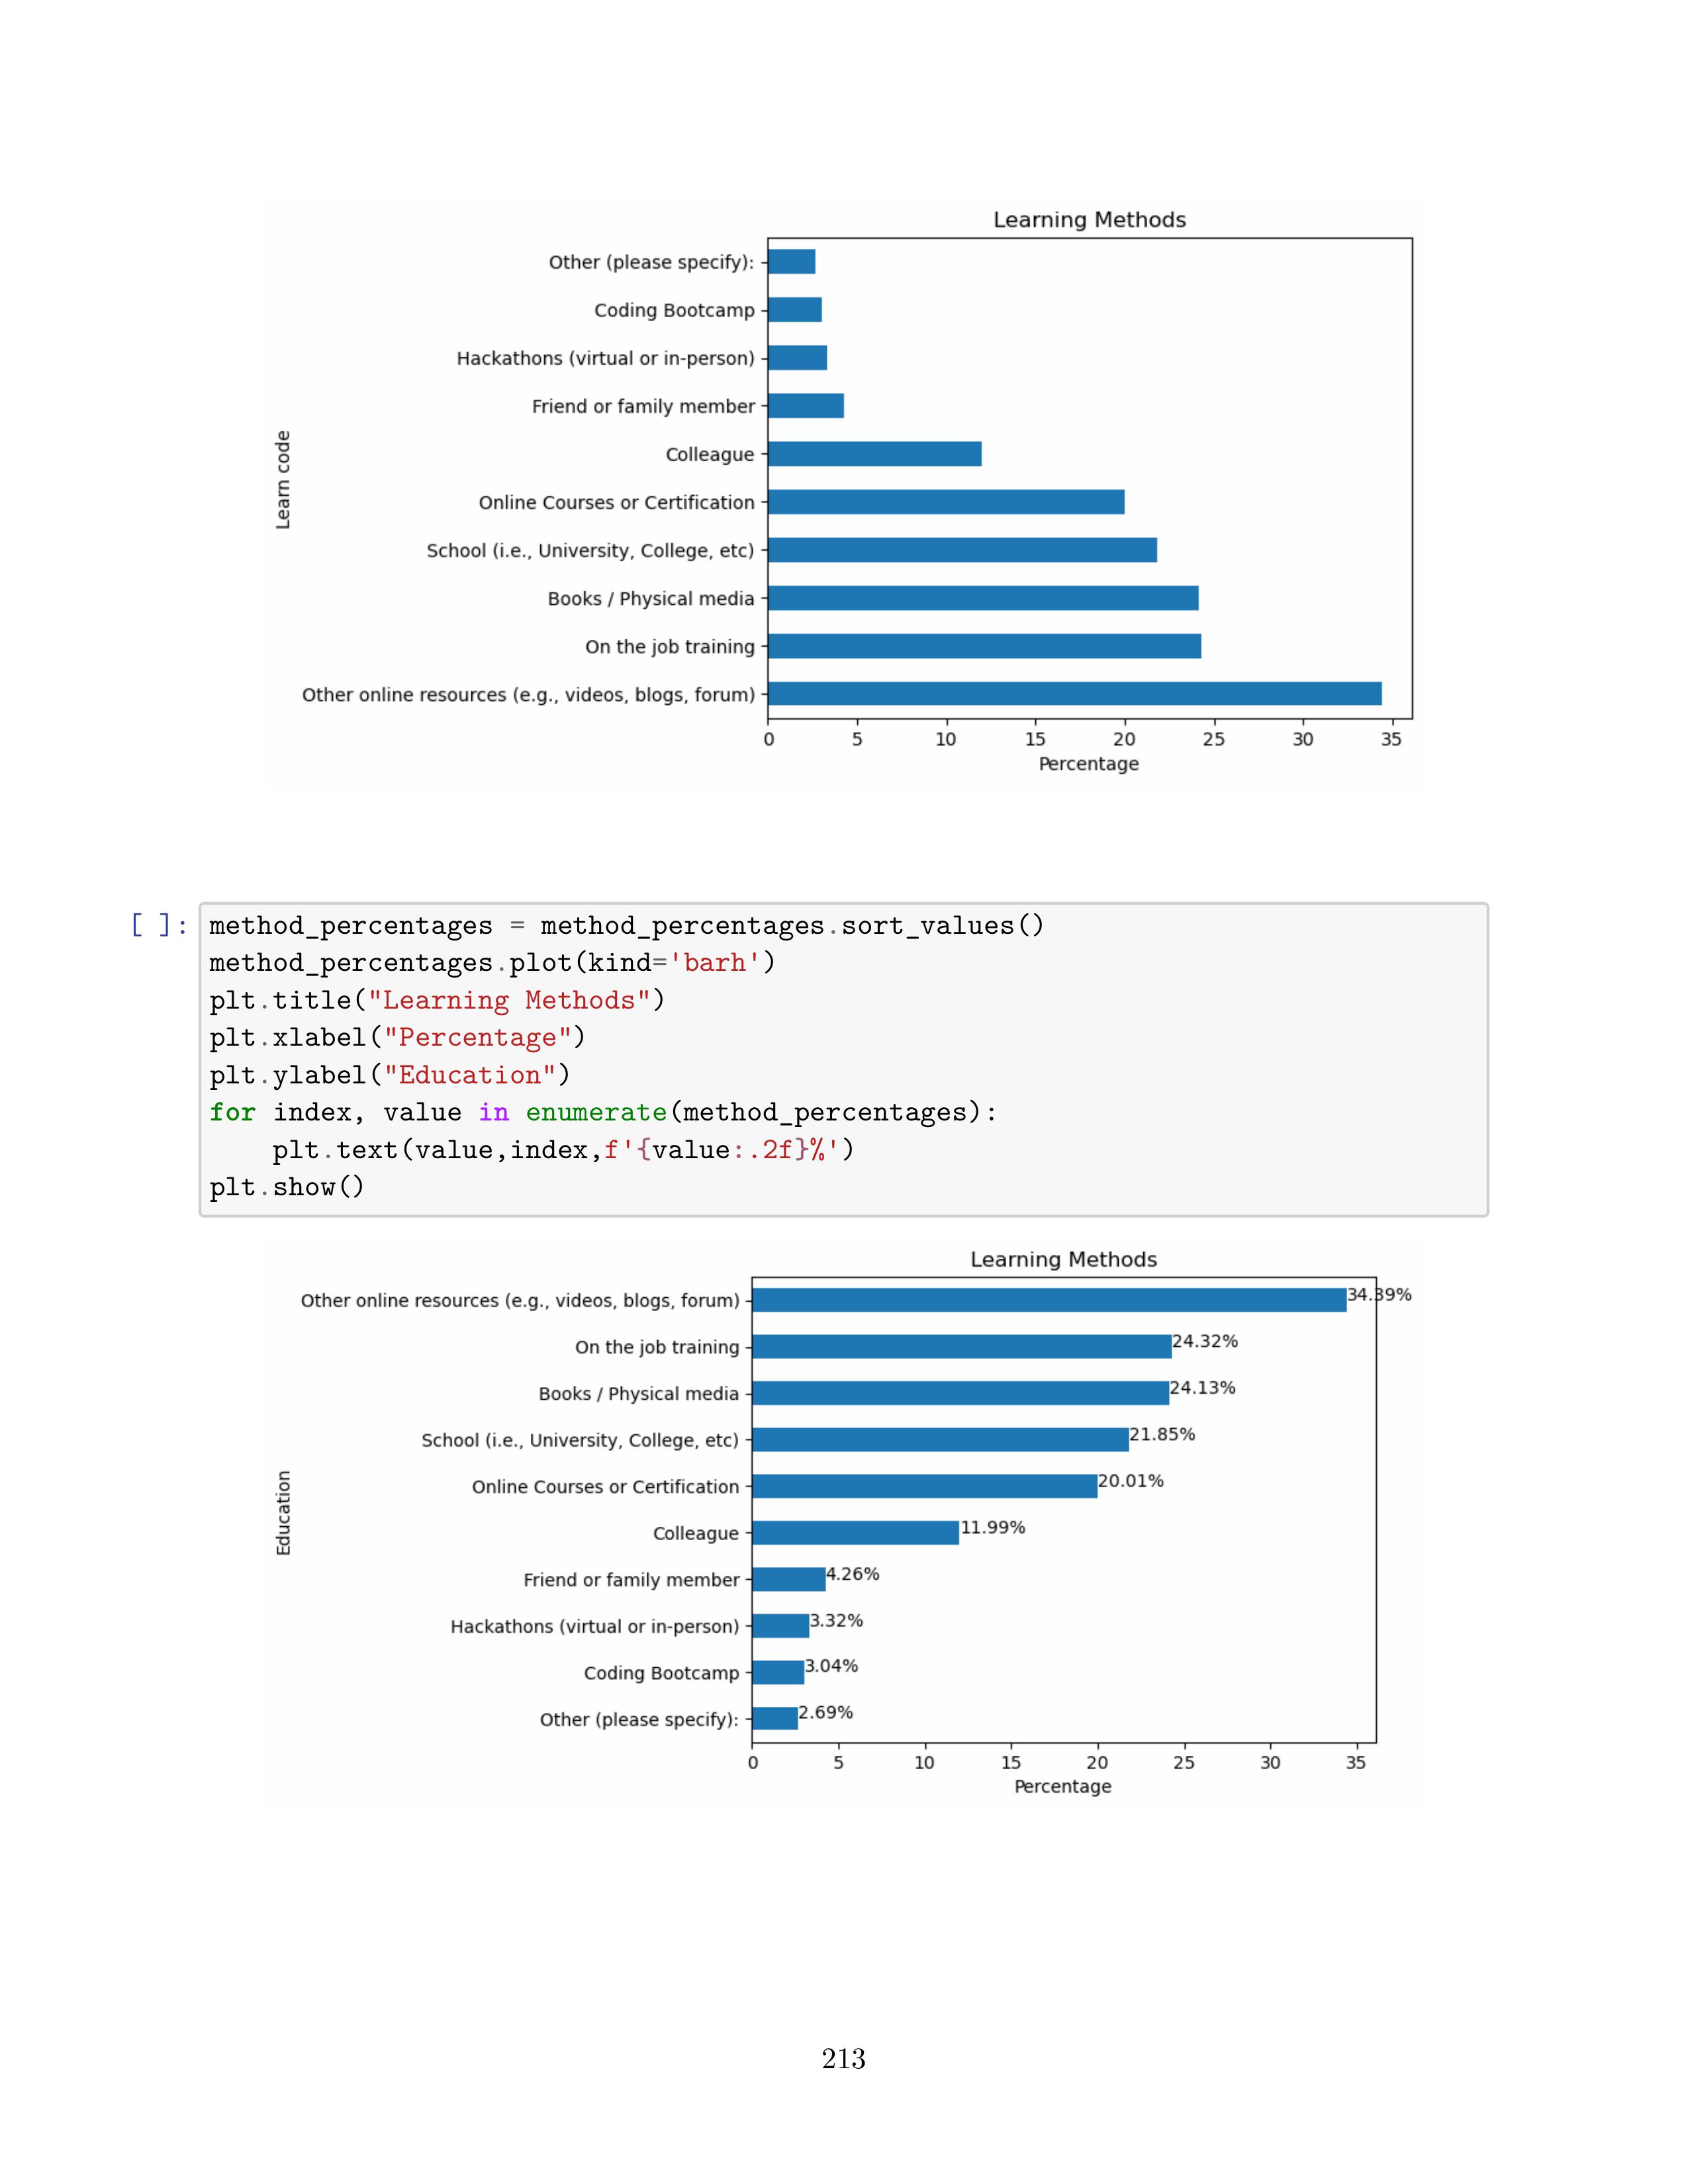 Learning Methods
Other (please specify):
Coding Bootcamp
Hackathons (virtual or in-person)
Friend or family member
Colleague
Online Courses or Certification
School (i.e., University, College, etc)
Books / Physical media
On the job training
Other online resources (e.g., videos, blogs, forum)
Learn code
0 5 10 15 20 25 30 35
Percentage
[ ]: method_percentages = method_percentages.sort_values()
method_percentages.plot(kind='barh')
plt.title("Learning Methods")
plt.xlabel("Percentage")
plt.ylabel("Education")
for index, value in enumerate(method_percentages):
    plt.text(value,index,f'{value:.2f}%')
plt.show()
Learning Methods
Other online resources (e.g., videos, blogs, forum) 34.39%
On the job training 24.32%
Books / Physical media 24.13%
School (i.e., University, College, etc) 21.85%
Online Courses or Certification 20.01%
Colleague 11.99%
Friend or family member 4.26%
Hackathons (virtual or in-person) 3.32%
Coding Bootcamp 3.04%
Other (please specify): 2.69%
Education
0 5 10 15 20 25 30 35
Percentage
213